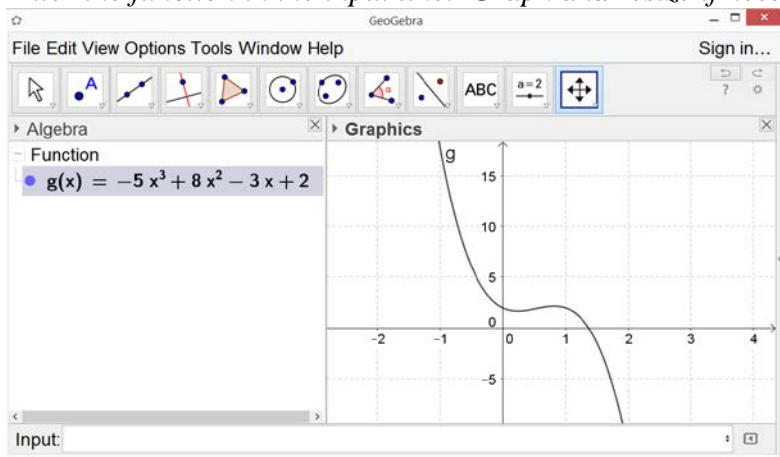 GeoGebra
File Edit View Options Tools Window Help
Sign in...
A
α
ABC
a=2
?
Algebra
Graphics
Function
g(x) = −5 x³ + 8 x² − 3 x + 2
g
15
10
5
0
-2
-1
0
1
2
3
4
-5
Input: